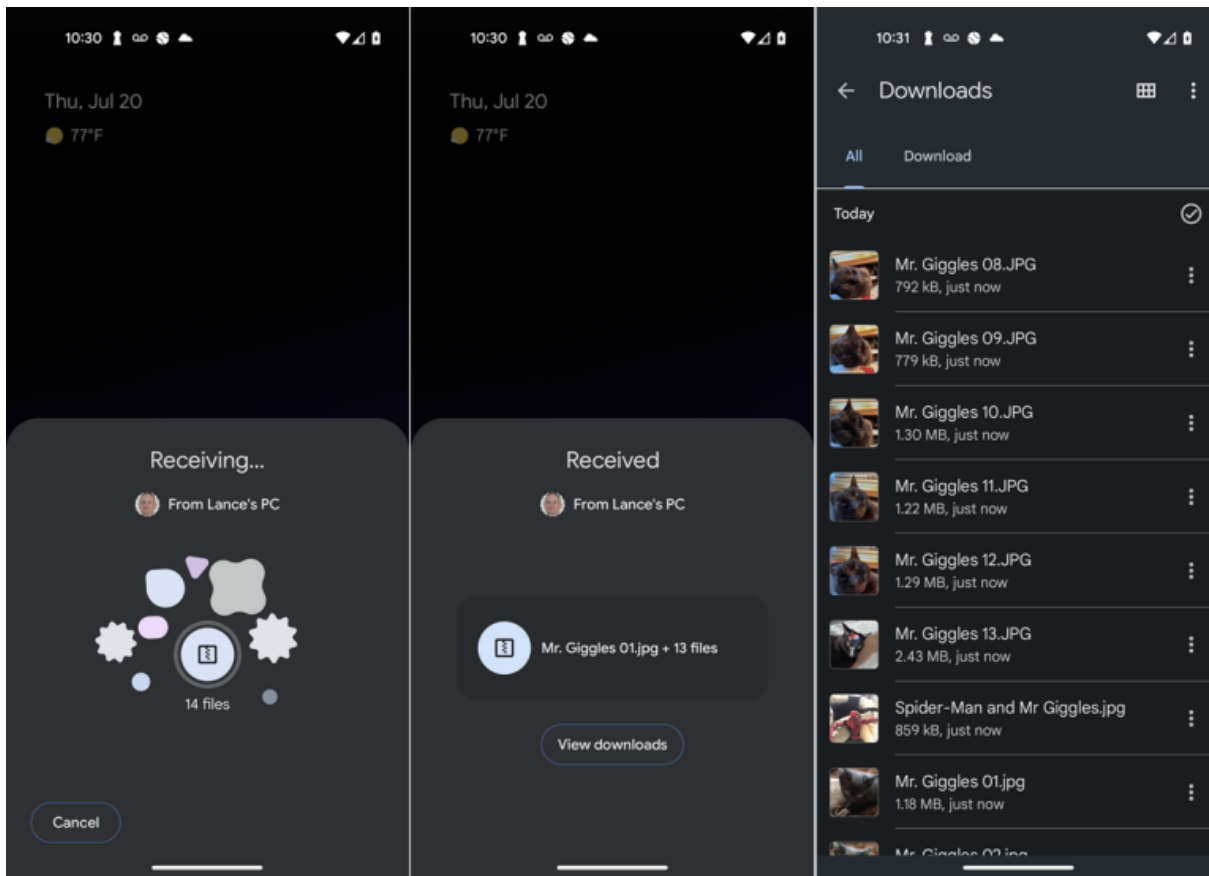 10:30
Thu, Jul 20
77°F
Receiving...
From Lance's PC
14 files
Cancel
10:30
Thu, Jul 20
77°F
Received
From Lance's PC
Mr. Giggles 01.jpg + 13 files
View downloads
10:31
Downloads
All Download
Today
Mr. Giggles 08.JPG
792 kB, just now
Mr. Giggles 09.JPG
779 kB, just now
Mr. Giggles 10.JPG
1.30 MB, just now
Mr. Giggles 11.JPG
1.22 MB, just now
Mr. Giggles 12.JPG
1.29 MB, just now
Mr. Giggles 13.JPG
2.43 MB, just now
Spider-Man and Mr Giggles.jpg
859 kB, just now
Mr. Giggles 01.jpg
1.18 MB, just now
Mr. Giggles 02.jpg